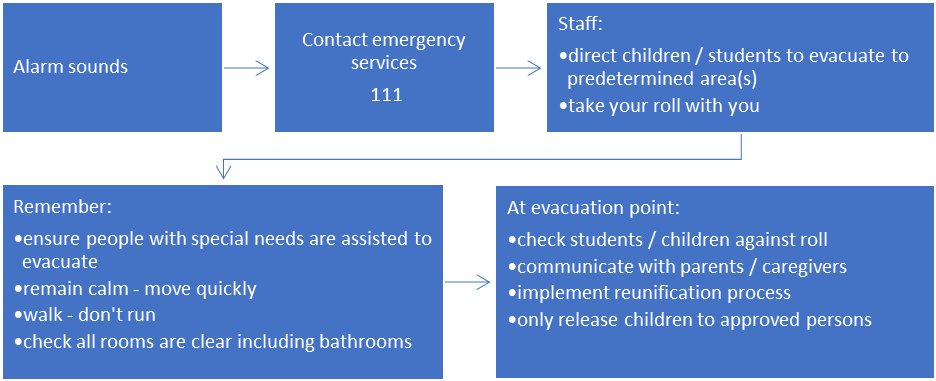 Alarm sounds
Contact emergency
services
111
Staff:
•direct children / students to evacuate to
predetermined area(s)
•take your roll with you
Remember:
•ensure people with special needs are assisted to
evacuate
•remain calm - move quickly
•walk - don't run
•check all rooms are clear including bathrooms
At evacuation point:
•check students / children against roll
•communicate with parents / caregivers
•implement reunification process
•only release children to approved persons